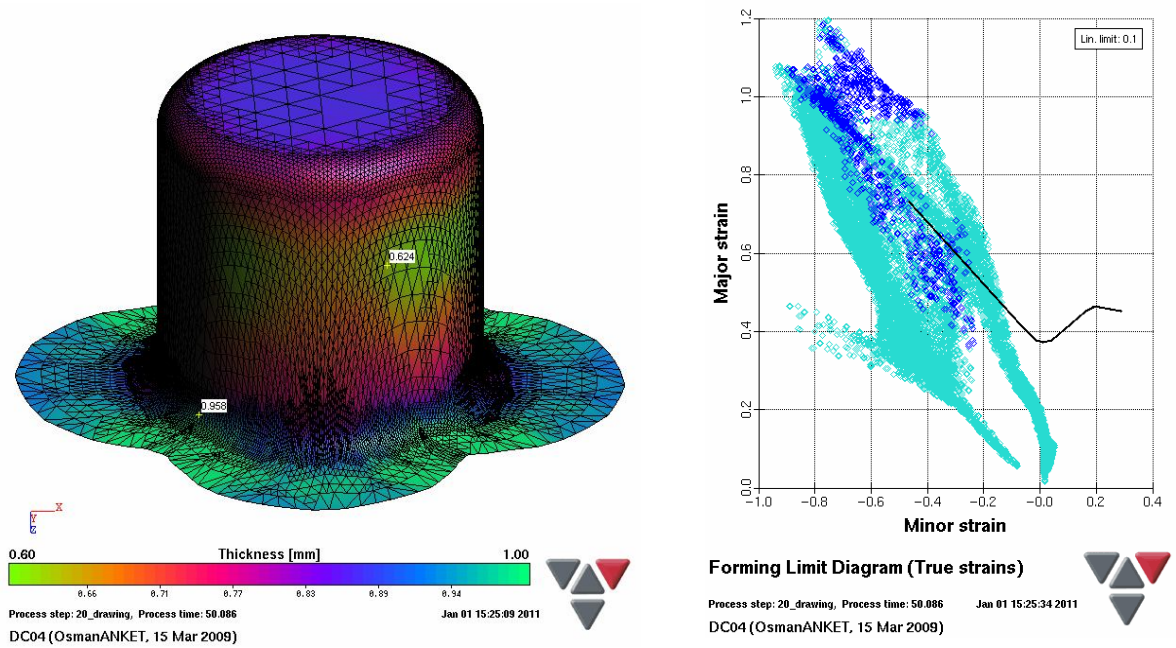 0.624
0.958
X
Y
Z
0.60 Thickness [mm] 1.00
0.66 0.71 0.77 0.83 0.89 0.94
Process step: 20_drawing, Process time: 50.086 Jan 01 15:25:09 2011
DC04 (OsmanANKET, 15 Mar 2009)
Lin. limit: 0.1
Major strain
1.2
1.0
0.8
0.6
0.4
0.2
0.0
-1.0 -0.8 -0.6 -0.4 -0.2 -0.0 0.2 0.4
Minor strain
Forming Limit Diagram (True strains)
Process step: 20_drawing, Process time: 50.086 Jan 01 15:25:34 2011
DC04 (OsmanANKET, 15 Mar 2009)